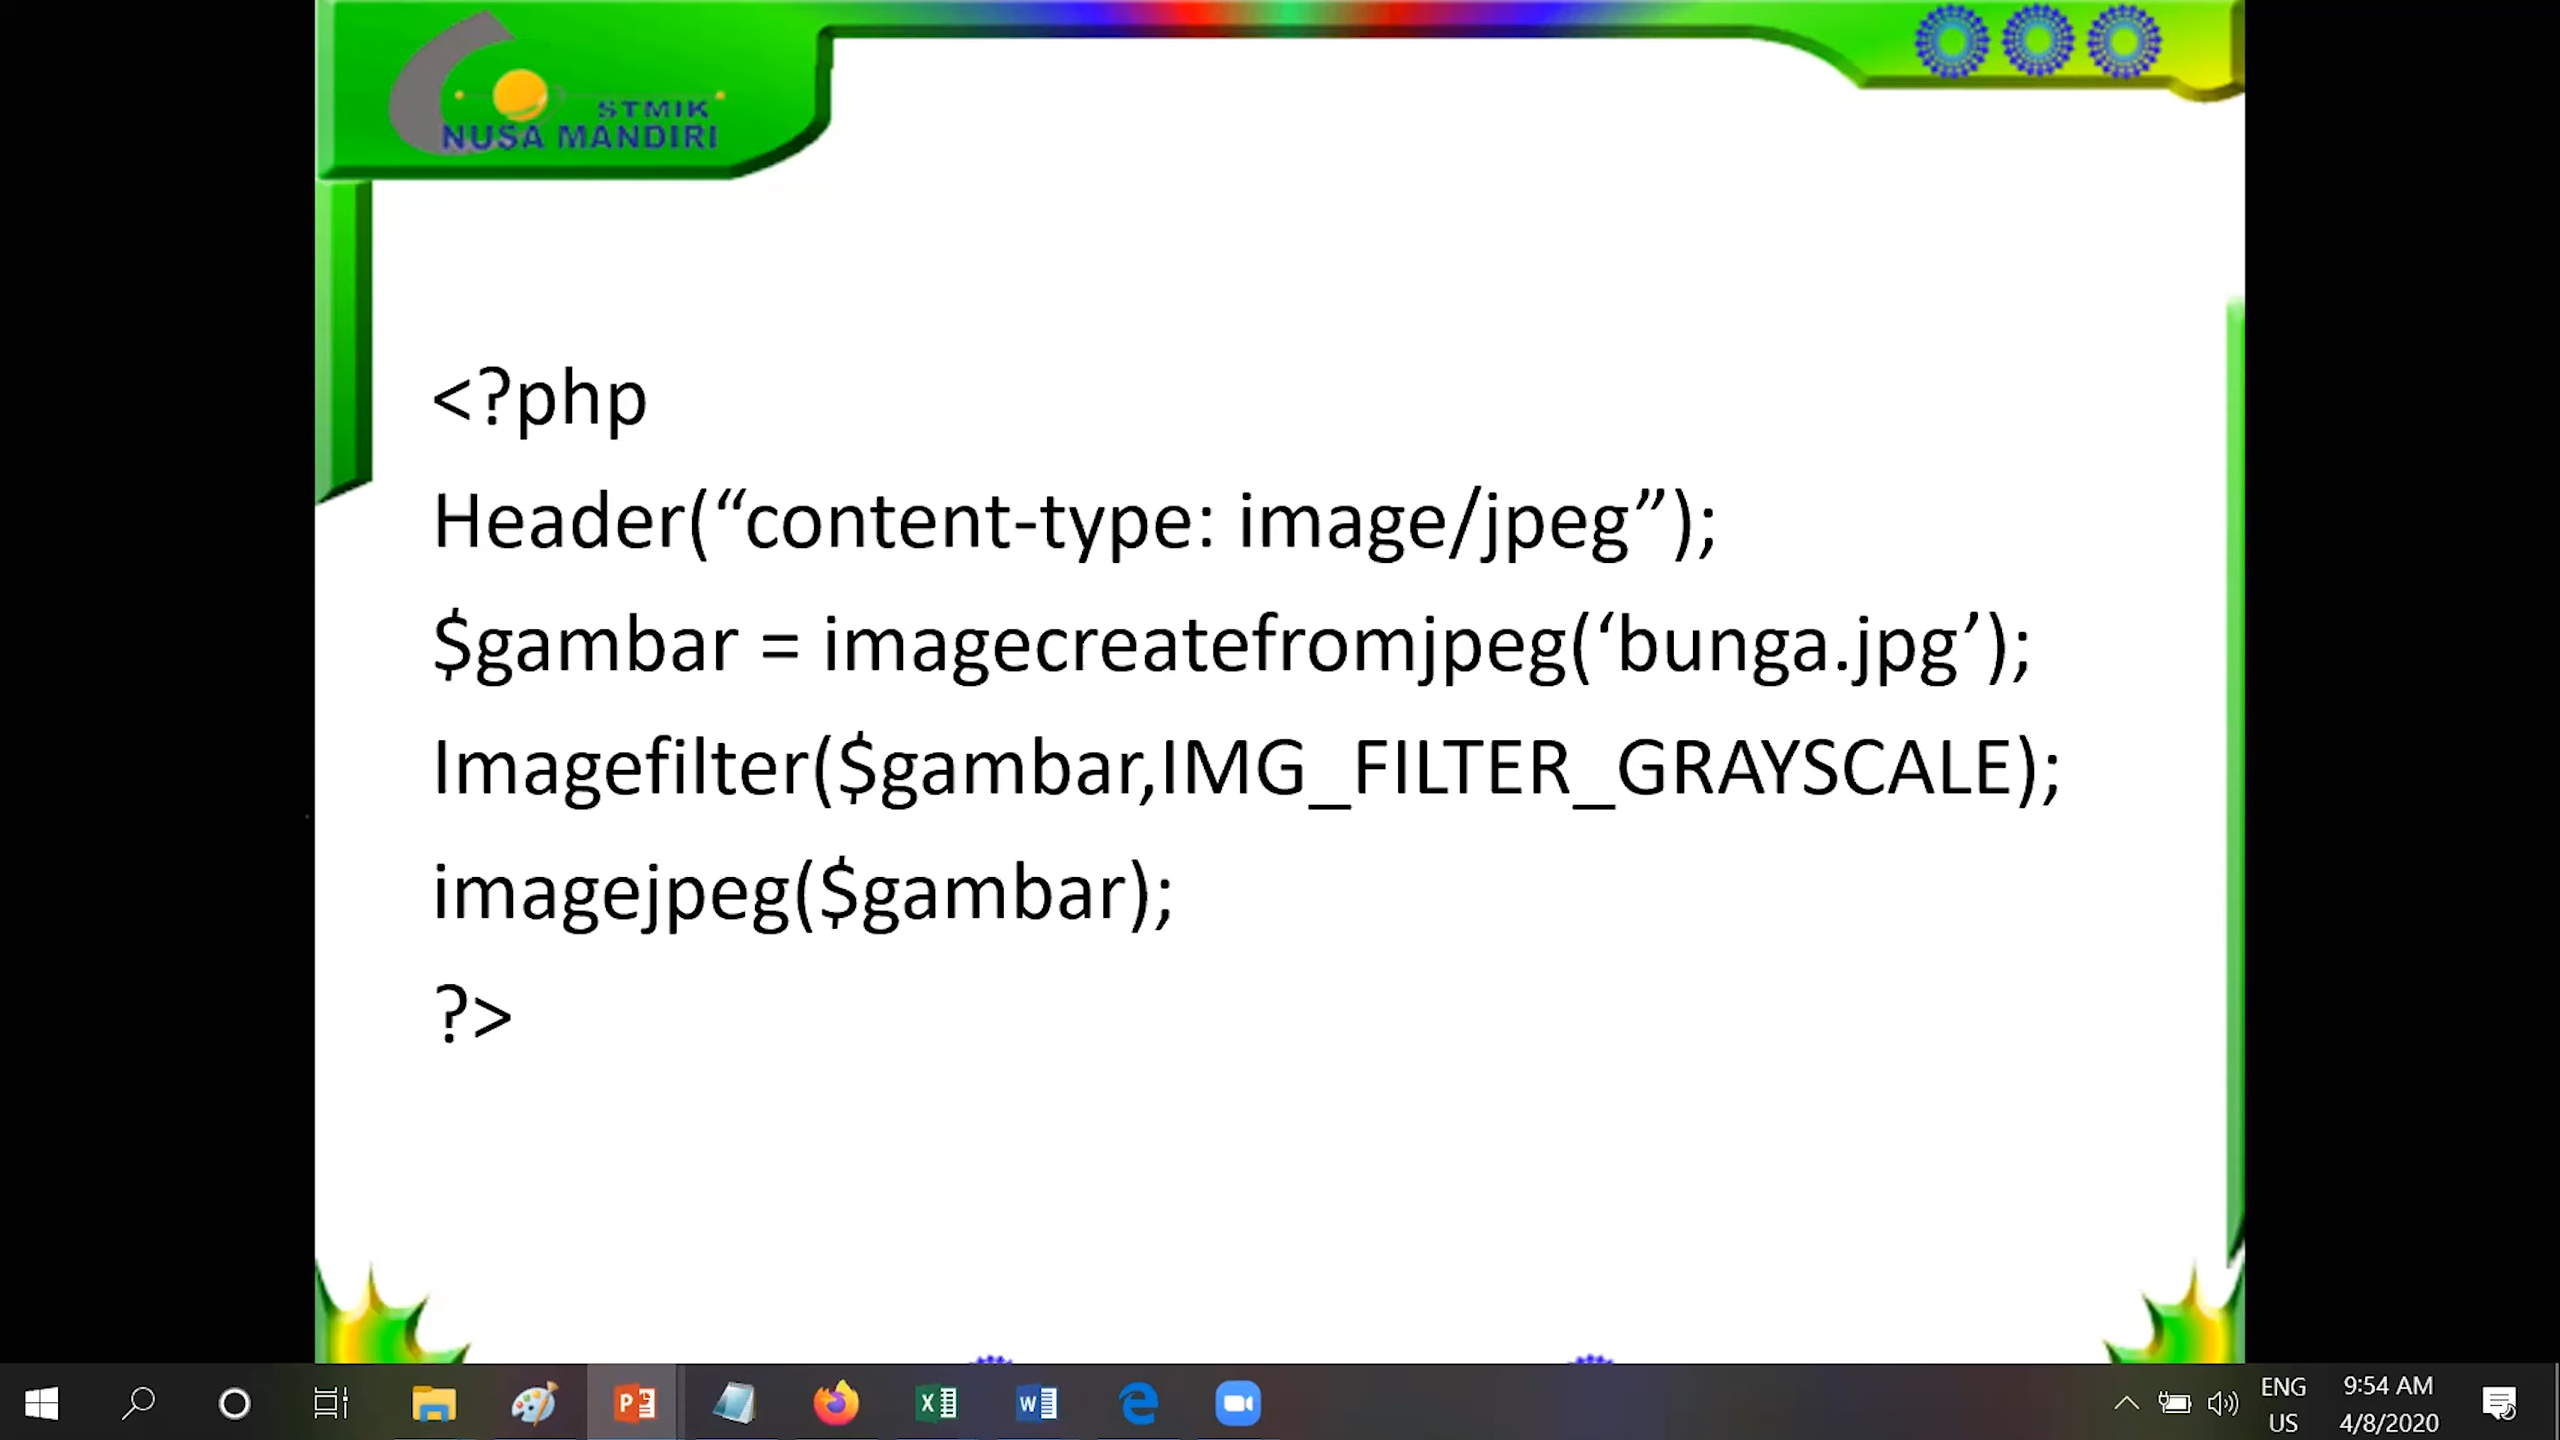 STMIK
NUSA MANDIRI
<?php
Header(“content-type: image/jpeg”);
$gambar = imagecreatefromjpeg(‘bunga.jpg’);
Imagefilter($gambar,IMG_FILTER_GRAYSCALE);
imagejpeg($gambar);
?>
ENG
US
9:54 AM
4/8/2020